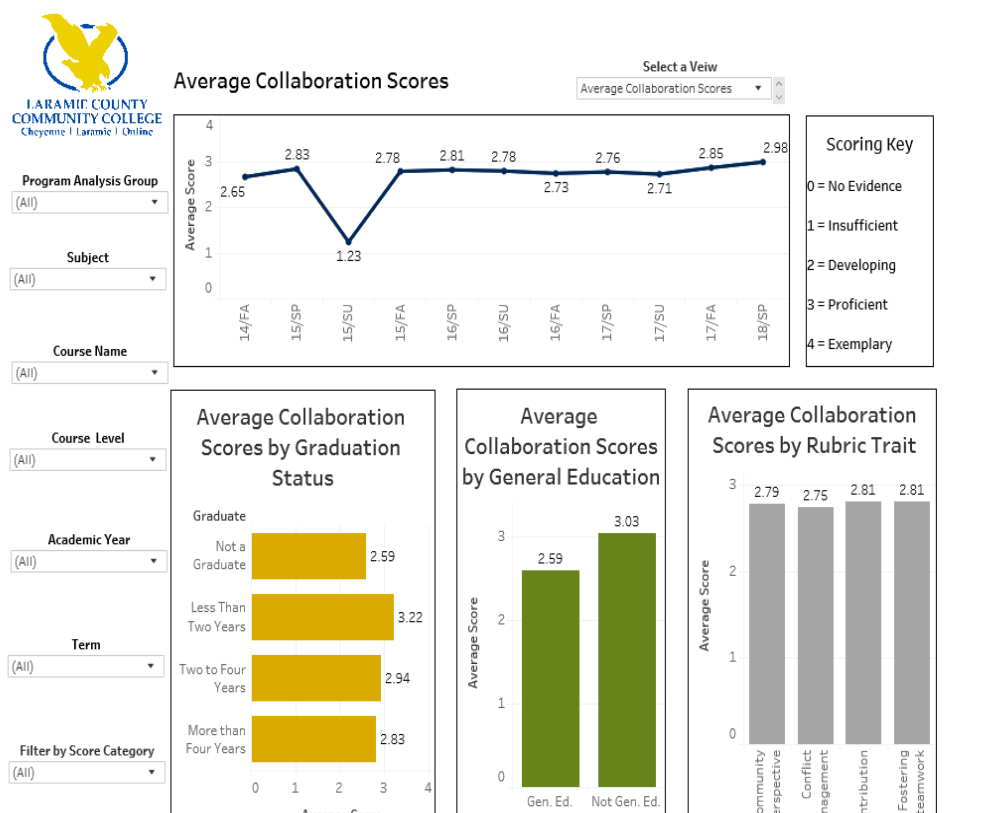 LARAMIE COUNTY
COMMUNITY COLLEGE
Cheyenne | Laramie | Online
Average Collaboration Scores
Select a Veiw
Average Collaboration Scores
Program Analysis Group
(All)
Subject
(All)
Course Name
(All)
Course Level
(All)
Academic Year
(All)
Term
(All)
Filter by Score Category
(All)
Average Score
4
3
2
1
0
2.65
2.83
1.23
2.78
2.81
2.78
2.73
2.76
2.71
2.85
2.98
14/FA
15/SP
15/SU
15/FA
16/SP
16/SU
16/FA
17/SP
17/SU
17/FA
18/SP
Scoring Key
0 = No Evidence
1 = Insufficient
2 = Developing
3 = Proficient
4 = Exemplary
Average Collaboration
Scores by Graduation
Status
Graduate
Not a
Graduate
2.59
Less Than
Two Years
3.22
Two to Four
Years
2.94
More than
Four Years
2.83
0
1
2
3
4
Average
Collaboration Scores
by General Education
Average Score
3
2
1
0
2.59
3.03
Gen. Ed.
Not Gen. Ed.
Average Collaboration
Scores by Rubric Trait
Average Score
3
2
1
0
2.79
2.75
2.81
2.81
Conflict
Fostering